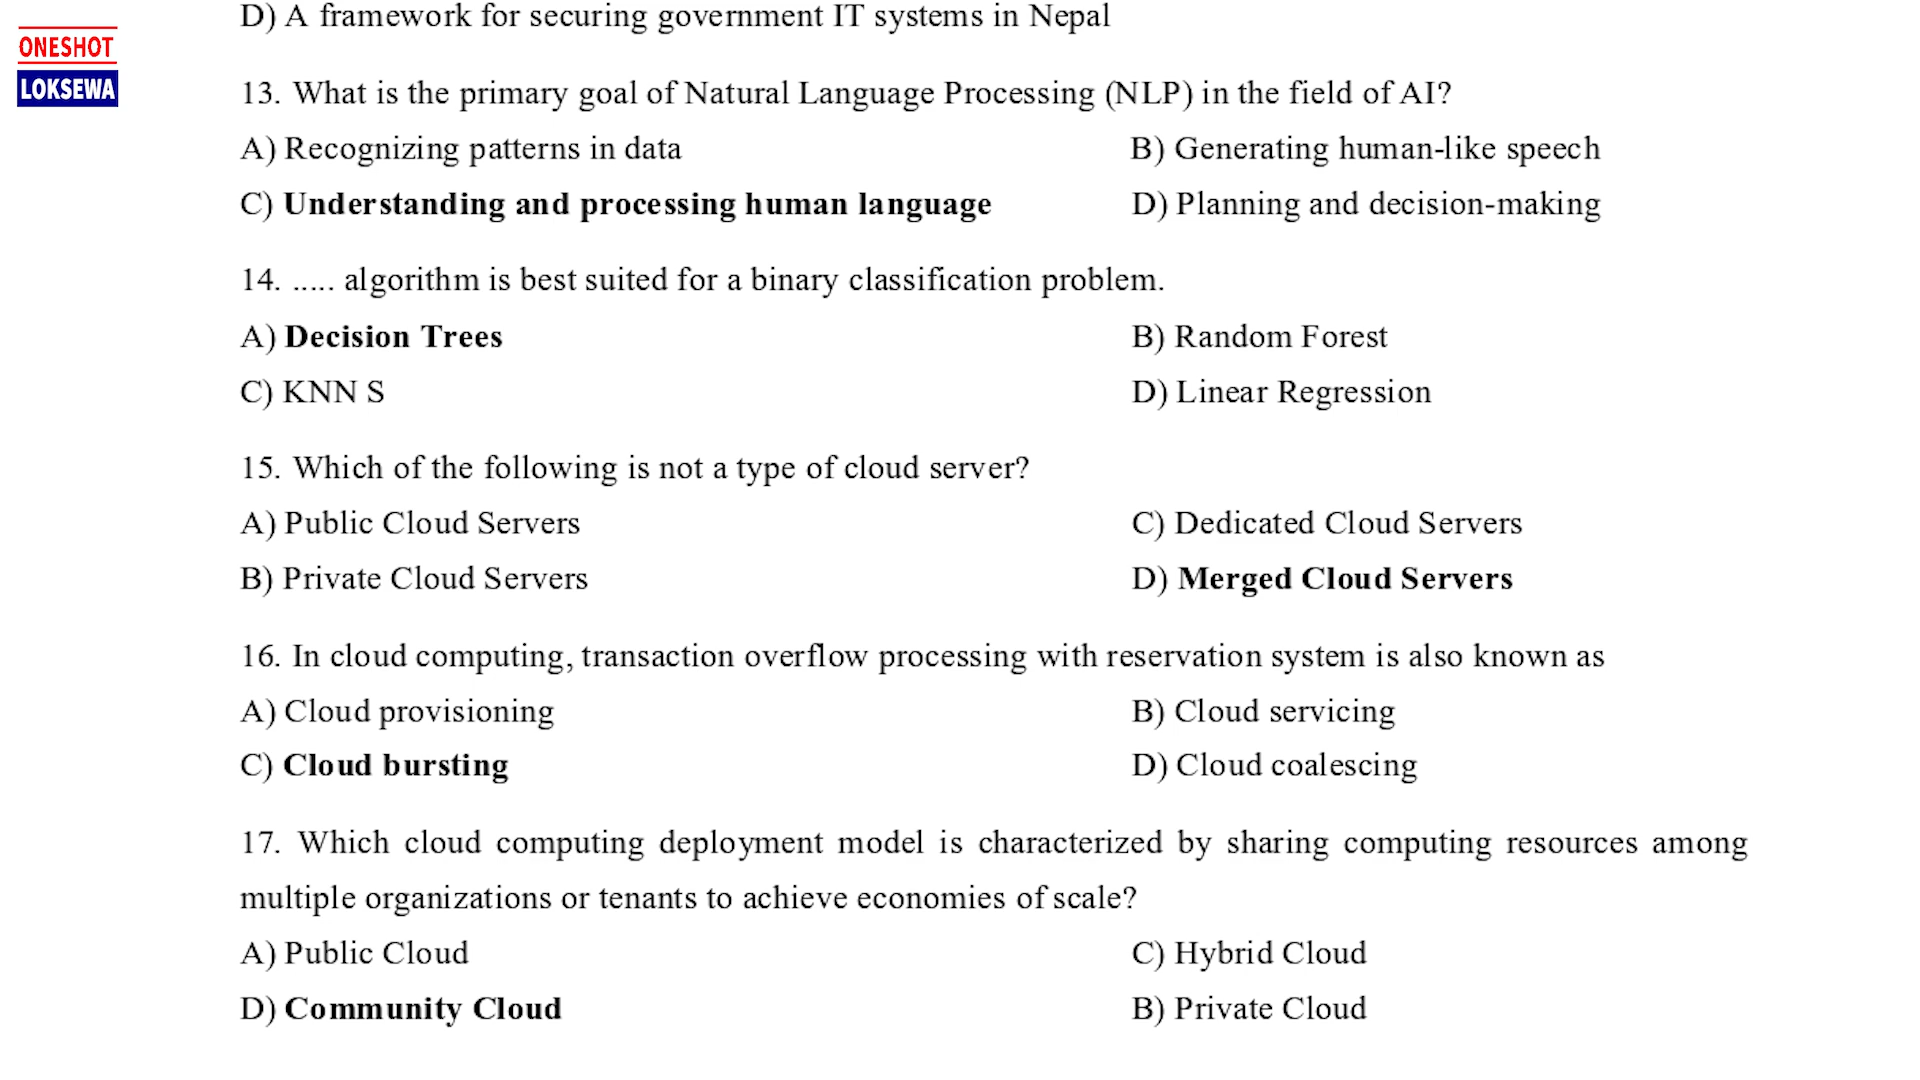 D) A framework for securing government IT systems in Nepal
ONESHOT
LOKSEWA
13. What is the primary goal of Natural Language Processing (NLP) in the field of AI?
A) Recognizing patterns in data B) Generating human-like speech
C) Understanding and processing human language D) Planning and decision-making
14. ..... algorithm is best suited for a binary classification problem.
A) Decision Trees B) Random Forest
C) KNN S D) Linear Regression
15. Which of the following is not a type of cloud server?
A) Public Cloud Servers C) Dedicated Cloud Servers
B) Private Cloud Servers D) Merged Cloud Servers
16. In cloud computing, transaction overflow processing with reservation system is also known as
A) Cloud provisioning B) Cloud servicing
C) Cloud bursting D) Cloud coalescing
17. Which cloud computing deployment model is characterized by sharing computing resources among
multiple organizations or tenants to achieve economies of scale?
A) Public Cloud C) Hybrid Cloud
D) Community Cloud B) Private Cloud